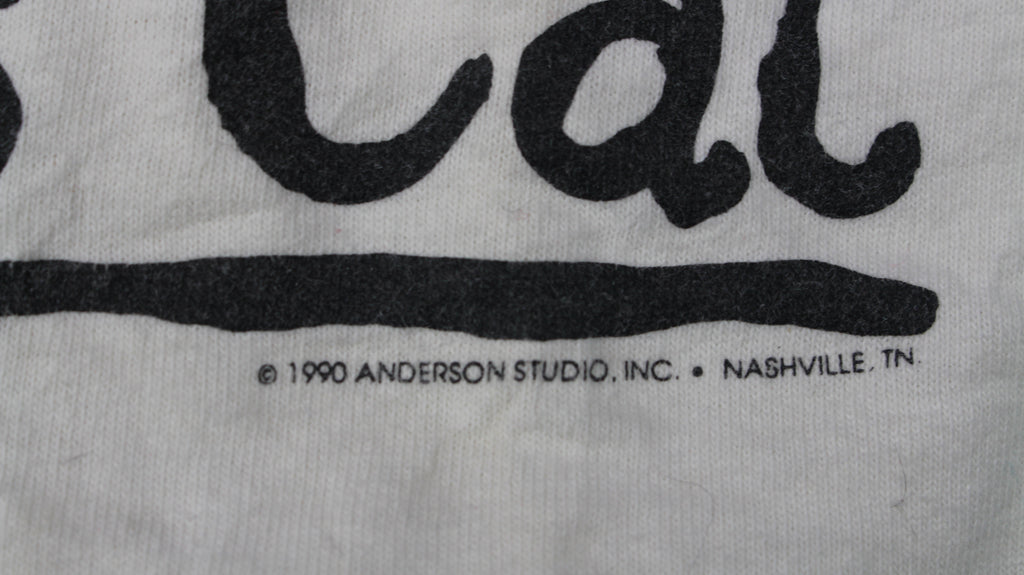 Cat
© 1990 ANDERSON STUDIO, INC. • NASHVILLE, TN.